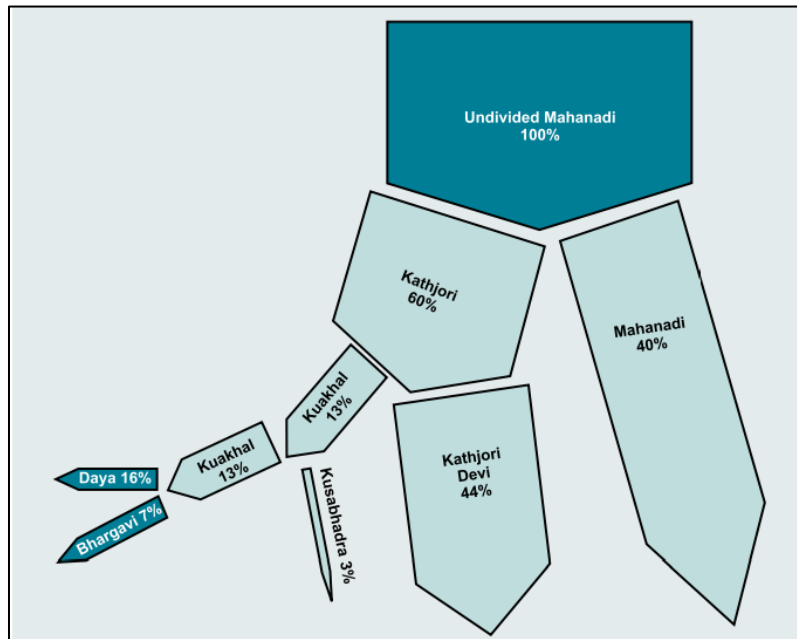 Undivided Mahanadi
100%
Kathjori
60%
Mahanadi
40%
Kuakhal
13%
Kuakhal
13%
Daya 16%
Bhargavi 7%
Kusabhadra 3%
Kathjori
Devi
44%